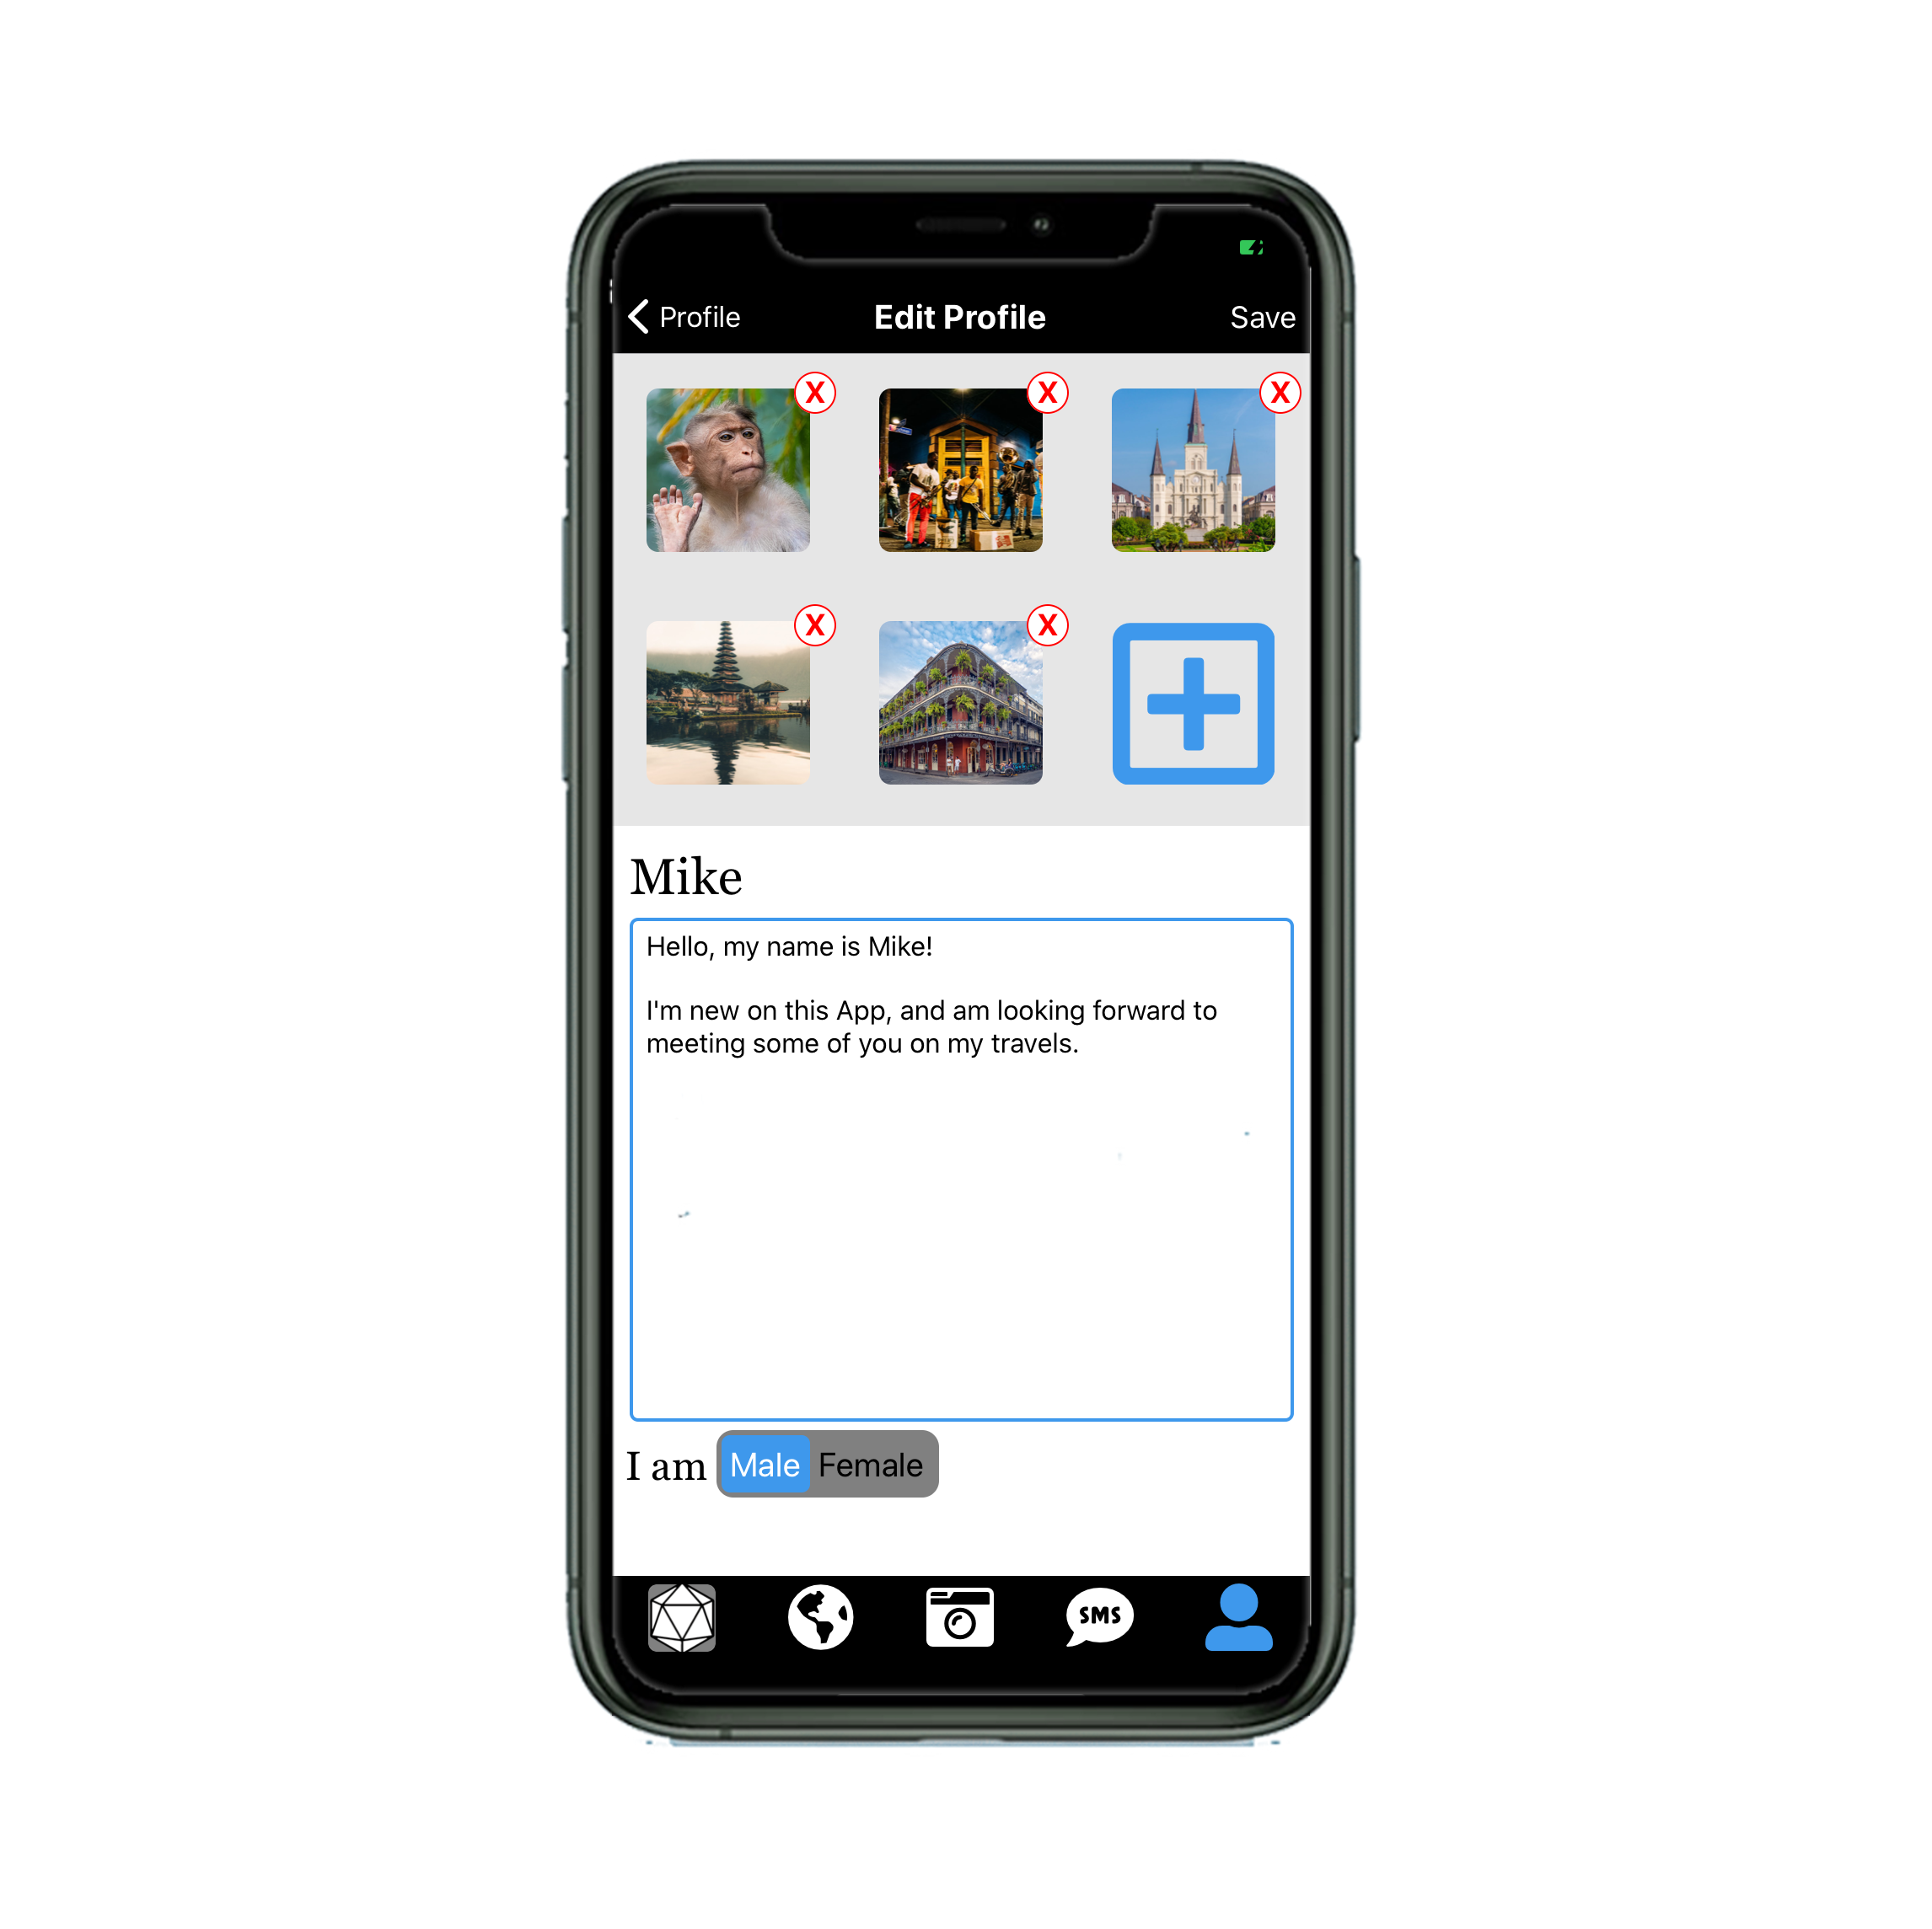 Profile
Edit Profile
Save
X
X
X
X
X
Mike
Hello, my name is Mike!
I'm new on this App, and am looking forward to
meeting some of you on my travels.
I am
Male
Female
SMS